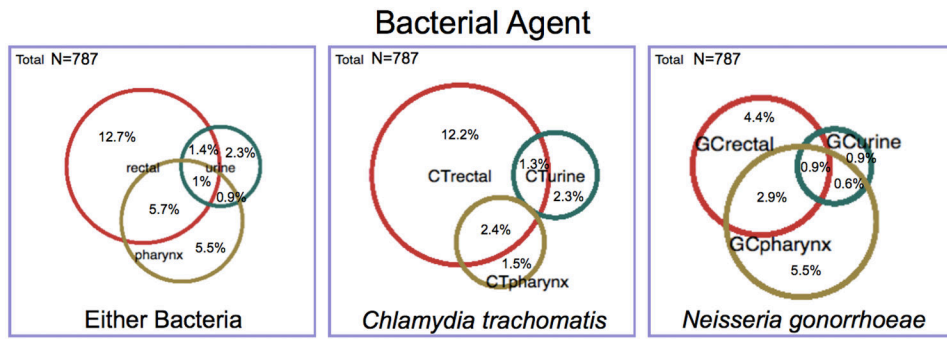 Bacterial Agent
Total N=787
12.7%
1.4%
2.3%
rectal
urine
1%
0.9%
5.7%
5.5%
pharynx
Either Bacteria
Total N=787
12.2%
1.3%
CTrectal
CTurine
2.3%
2.4%
1.5%
CTpharynx
Chlamydia trachomatis
Total N=787
4.4%
GCrectal
GCurine
0.9%
0.9%
0.6%
2.9%
GCpharynx
5.5%
Neisseria gonorrhoeae